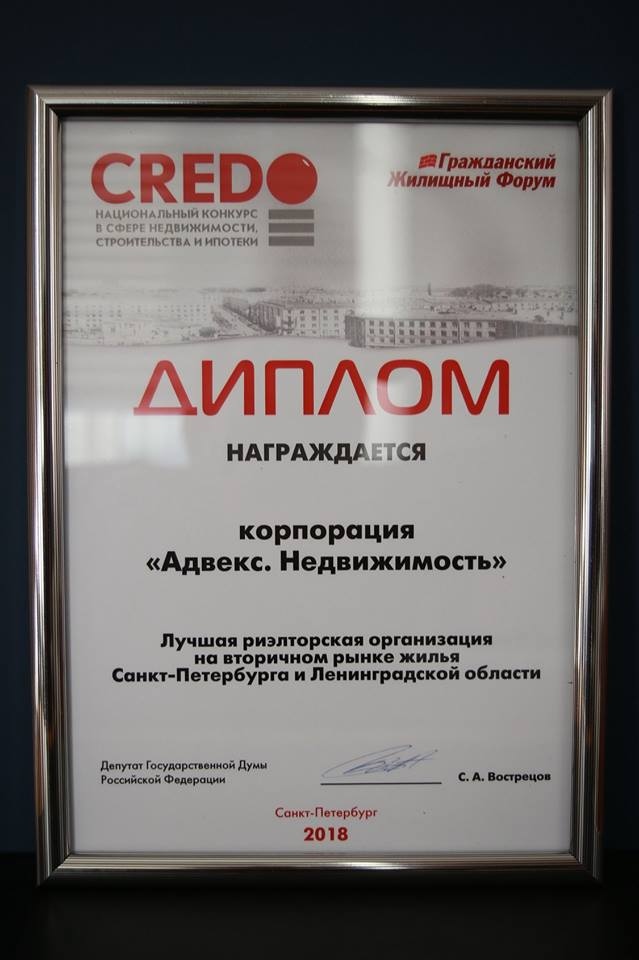 CREDO
НАЦИОНАЛЬНЫЙ КОНКУРС
В СФЕРЕ НЕДВИЖИМОСТИ,
СТРОИТЕЛЬСТВА И ИПОТЕКИ
Гражданский
Жилищный Форум
ДИПЛОМ
НАГРАЖДАЕТСЯ
корпорация
«Адвекс. Недвижимость»
Лучшая риэлторская организация
на вторичном рынке жилья
Санкт-Петербурга и Ленинградской области
Депутат Государственной Думы
Российской Федерации
С. А. Вострецов
Санкт-Петербург
2018